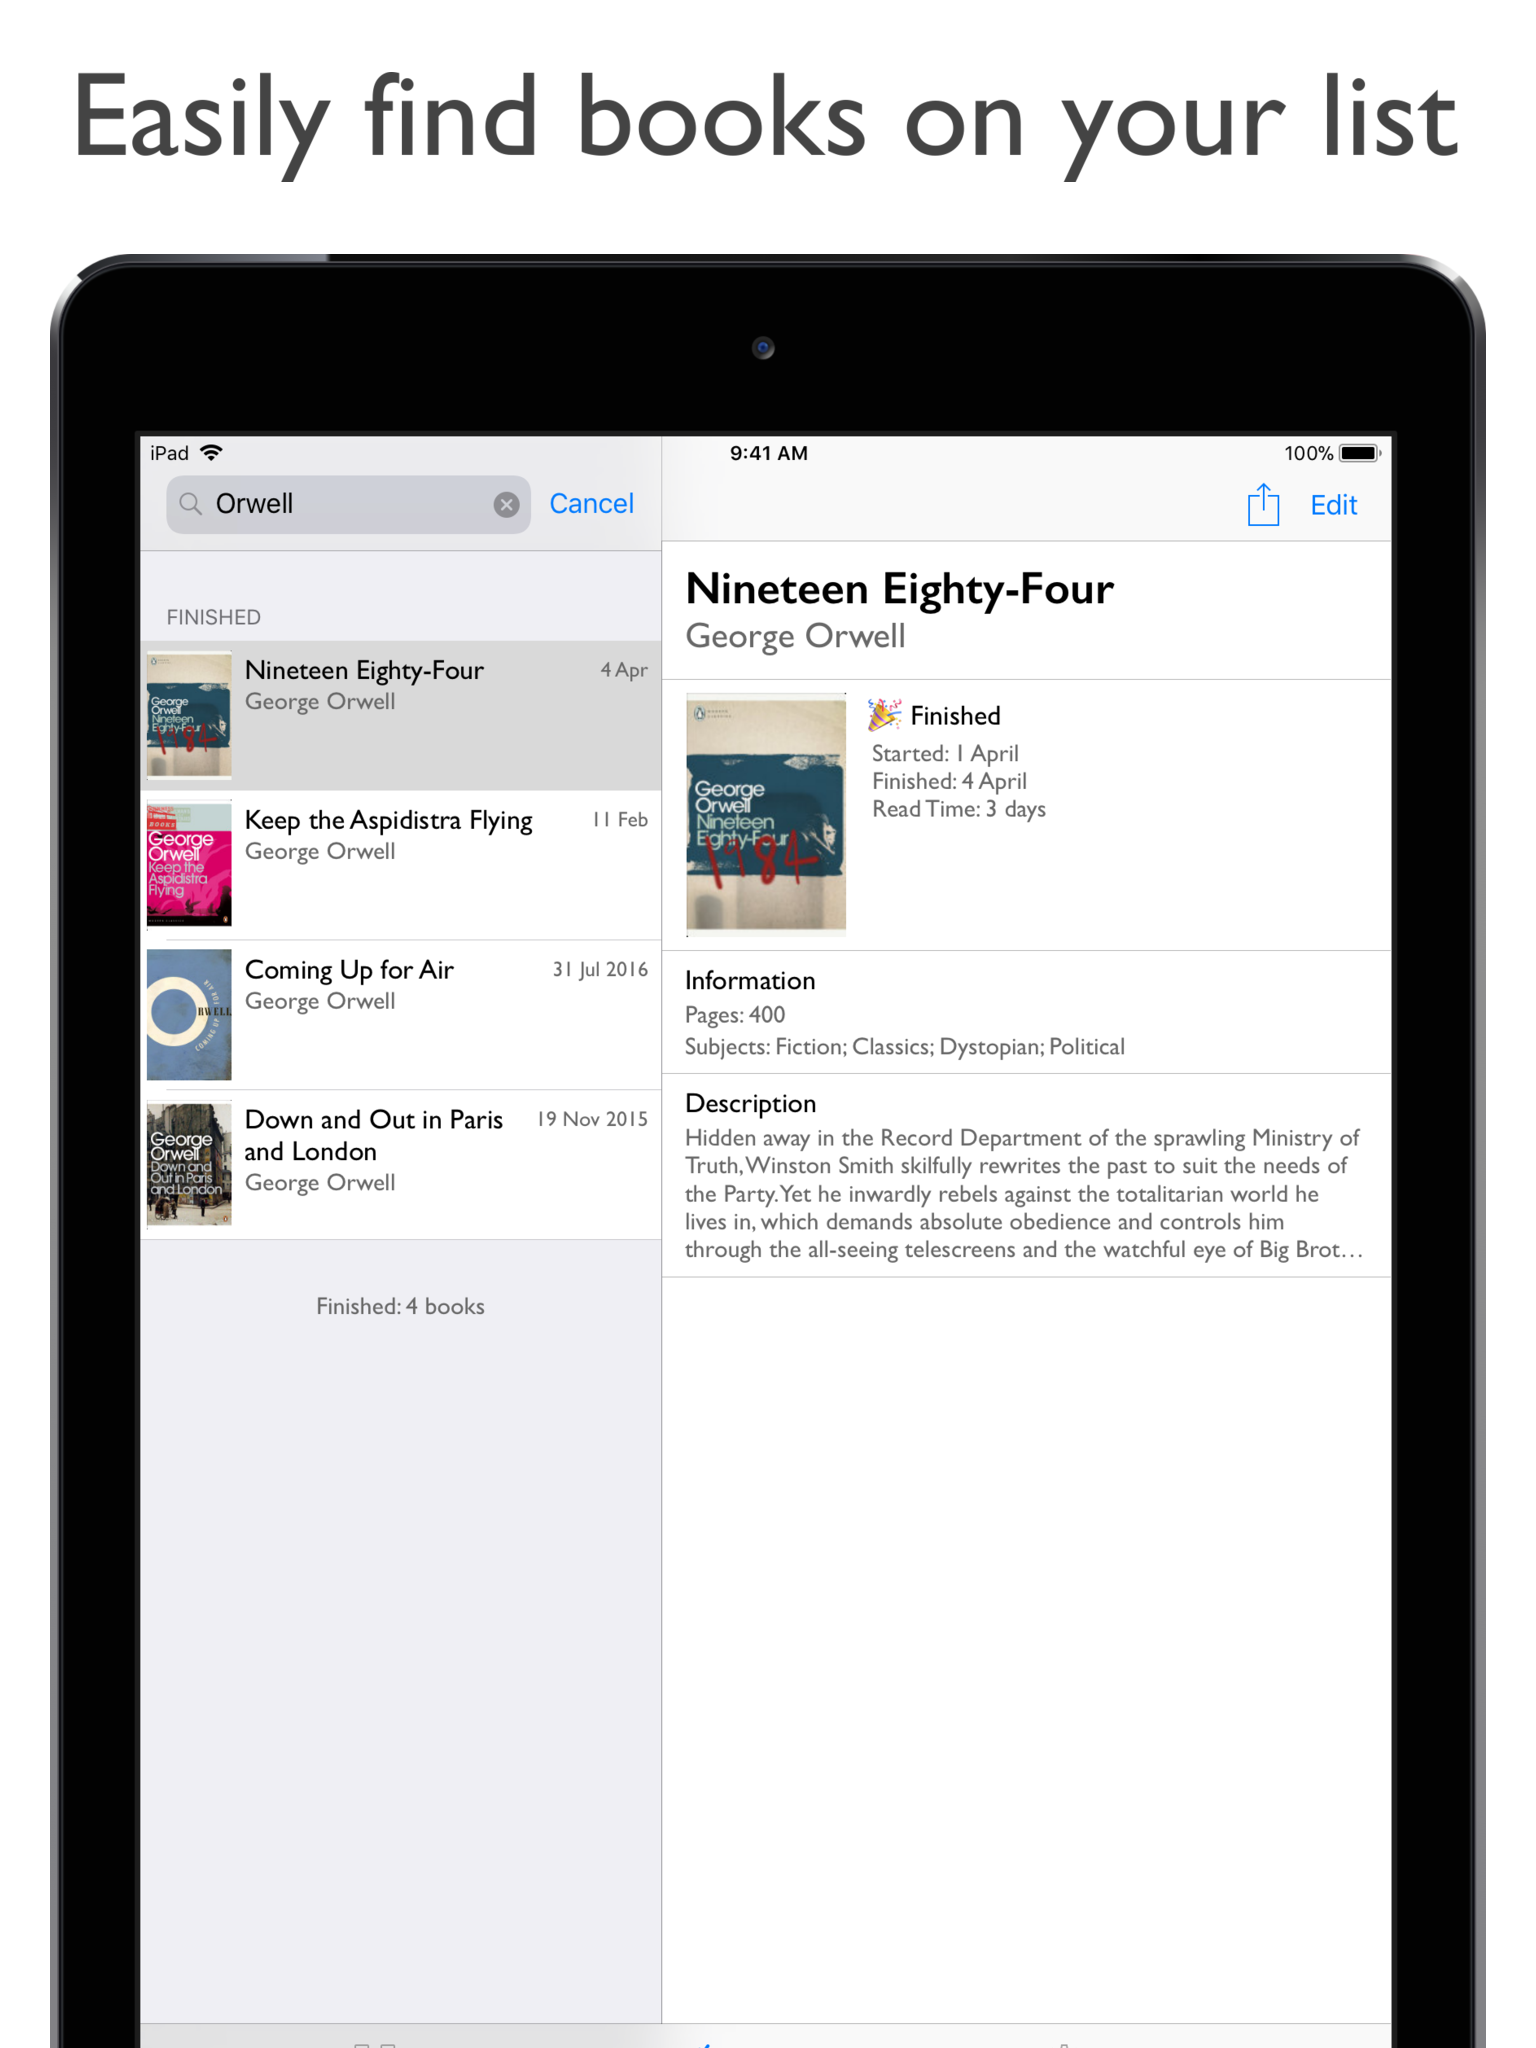 Easily find books on your list
iPad
9:41 AM
100%
Orwell
Cancel
Edit
FINISHED
Nineteen Eighty-Four
4 Apr
George Orwell
George
Orwell
Nineteen
Eighty-Four
1984
Keep the Aspidistra Flying
11 Feb
George Orwell
BOOKS
George
Orwell
Keep the
Aspidistra
Flying
Coming Up for Air
31 Jul 2016
George Orwell
ORWELL
COMING UP
FOR AIR
Down and Out in Paris
and London
19 Nov 2015
George Orwell
George
Orwell
Down and
Out in Paris
and London
Finished: 4 books
Nineteen Eighty-Four
George Orwell
George
Orwell
Nineteen
Eighty-Four
1984
Finished
Started: 1 April
Finished: 4 April
Read Time: 3 days
Information
Pages: 400
Subjects: Fiction; Classics; Dystopian; Political
Description
Hidden away in the Record Department of the sprawling Ministry of
Truth, Winston Smith skilfully rewrites the past to suit the needs of
the Party. Yet he inwardly rebels against the totalitarian world he
lives in, which demands absolute obedience and controls him
through the all-seeing telescreens and the watchful eye of Big Brot…